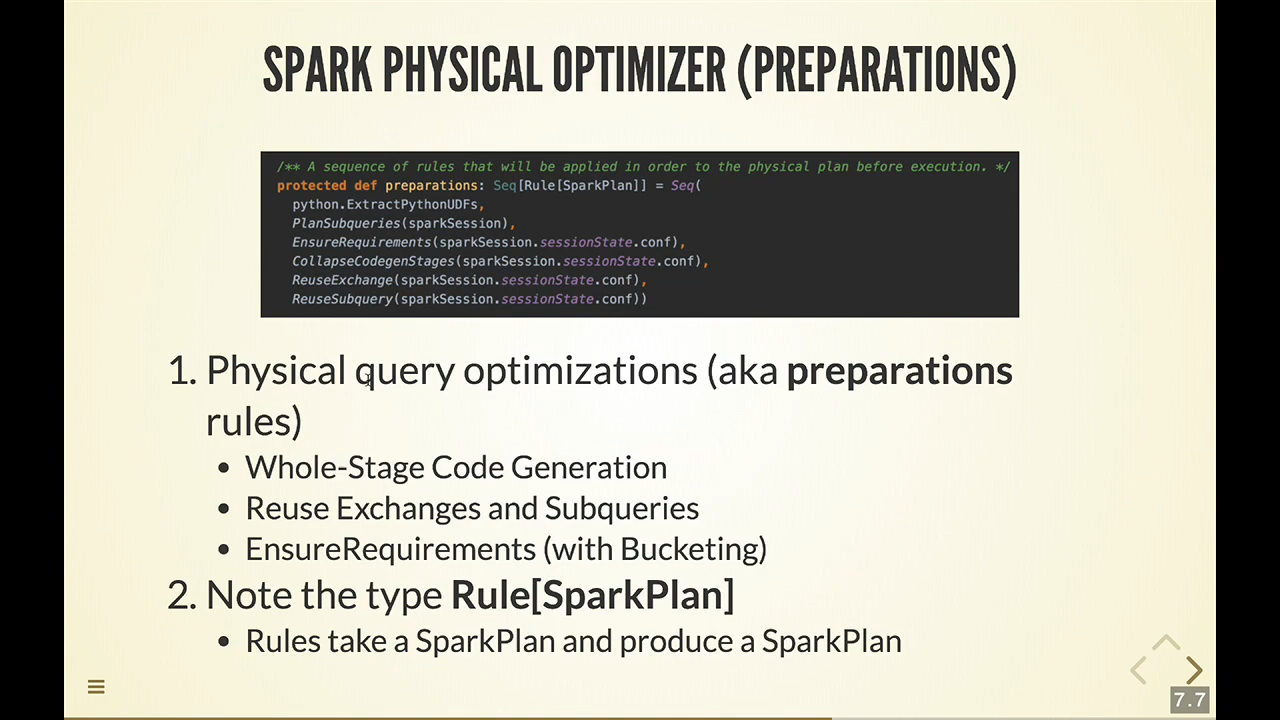 SPARK PHYSICAL OPTIMIZER (PREPARATIONS)
/** A sequence of rules that will be applied in order to the physical plan before execution. */
protected def preparations: Seq[Rule[SparkPlan]] = Seq(
python.ExtractPythonUDFs,
PlanSubqueries(sparkSession),
EnsureRequirements(sparkSession.sessionState.conf),
CollapseCodegenStages(sparkSession.sessionState.conf),
ReuseExchange(sparkSession.sessionState.conf),
ReuseSubquery(sparkSession.sessionState.conf))
1. Physical query optimizations (aka preparations
rules)
• Whole-Stage Code Generation
• Reuse Exchanges and Subqueries
• EnsureRequirements (with Bucketing)
2. Note the type Rule[SparkPlan]
• Rules take a SparkPlan and produce a SparkPlan
7.7